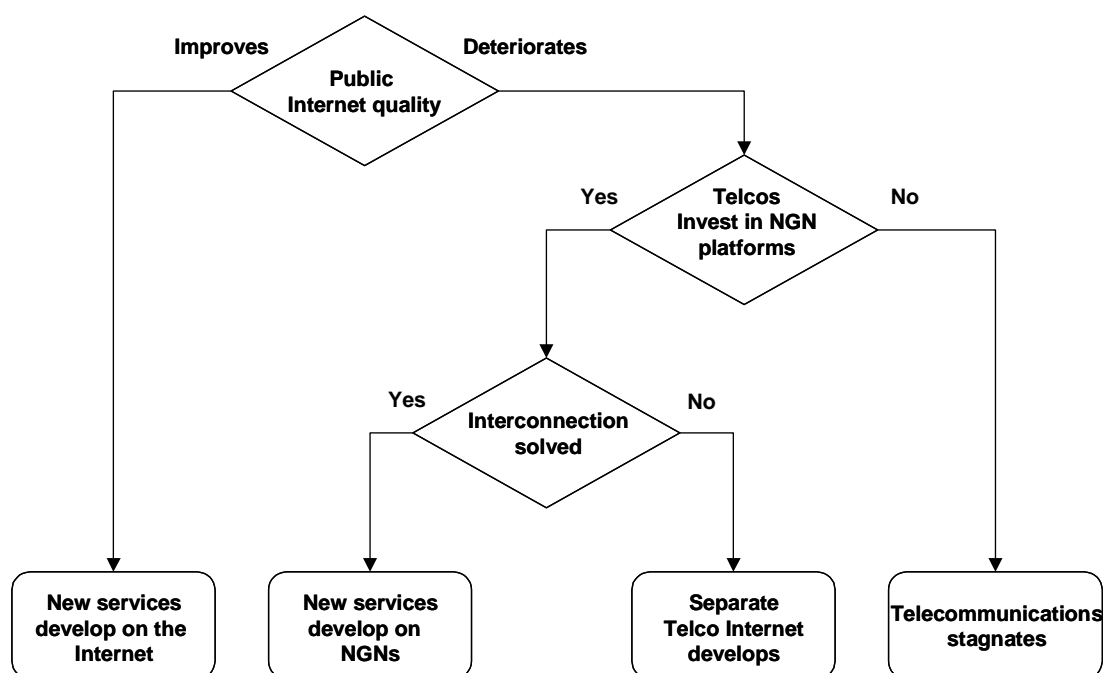 Improves
Deteriorates
Public
Internet quality
Yes
Telcos
Invest in NGN
platforms
No
Yes
Interconnection
solved
No
New services
develop on the
Internet
New services
develop on
NGNs
Separate
Telco Internet
develops
Telecommunications
stagnates